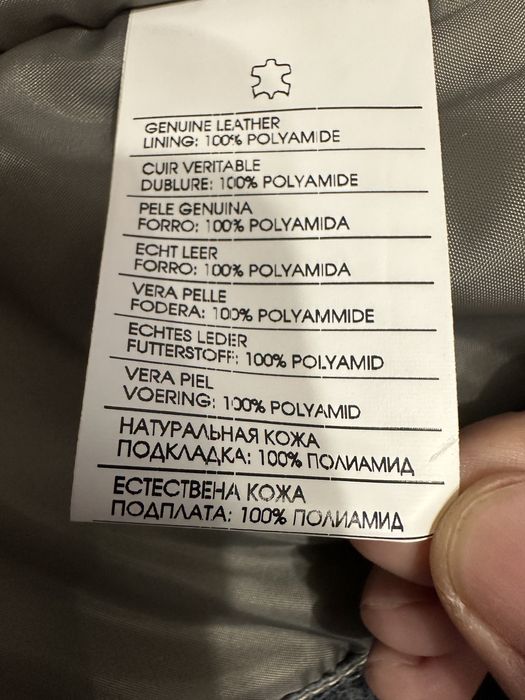 GENUINE LEATHER
LINING: 100% POLYAMIDE
CUIR VERITABLE
DUBLURE: 100% POLYAMIDE
PELE GENUINA
FORRO: 100% POLYAMIDA
ECHT LEER
FORRO: 100% POLYAMIDA
VERA PELLE
FODERA: 100% POLYAMMIDE
ECHTES LEDER
FUTTERSTOFF: 100% POLYAMID
VERA PIEL
VOERING: 100% POLYAMID
НАТУРАЛЬНАЯ КОЖА
ПОДКЛАДКА: 100% ПОЛИАМИД
ЕСТЕСТВЕНА КОЖА
ПОДПЛАТА: 100% ПОЛИАМИД